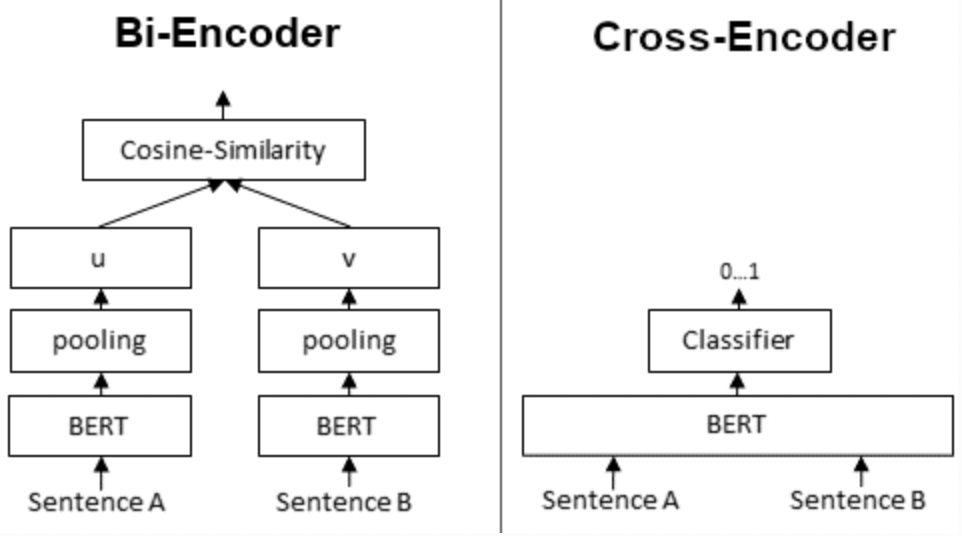 Bi-Encoder
Cosine-Similarity
u
v
pooling
pooling
BERT
BERT
Sentence A
Sentence B
Cross-Encoder
0...1
Classifier
BERT
Sentence A
Sentence B